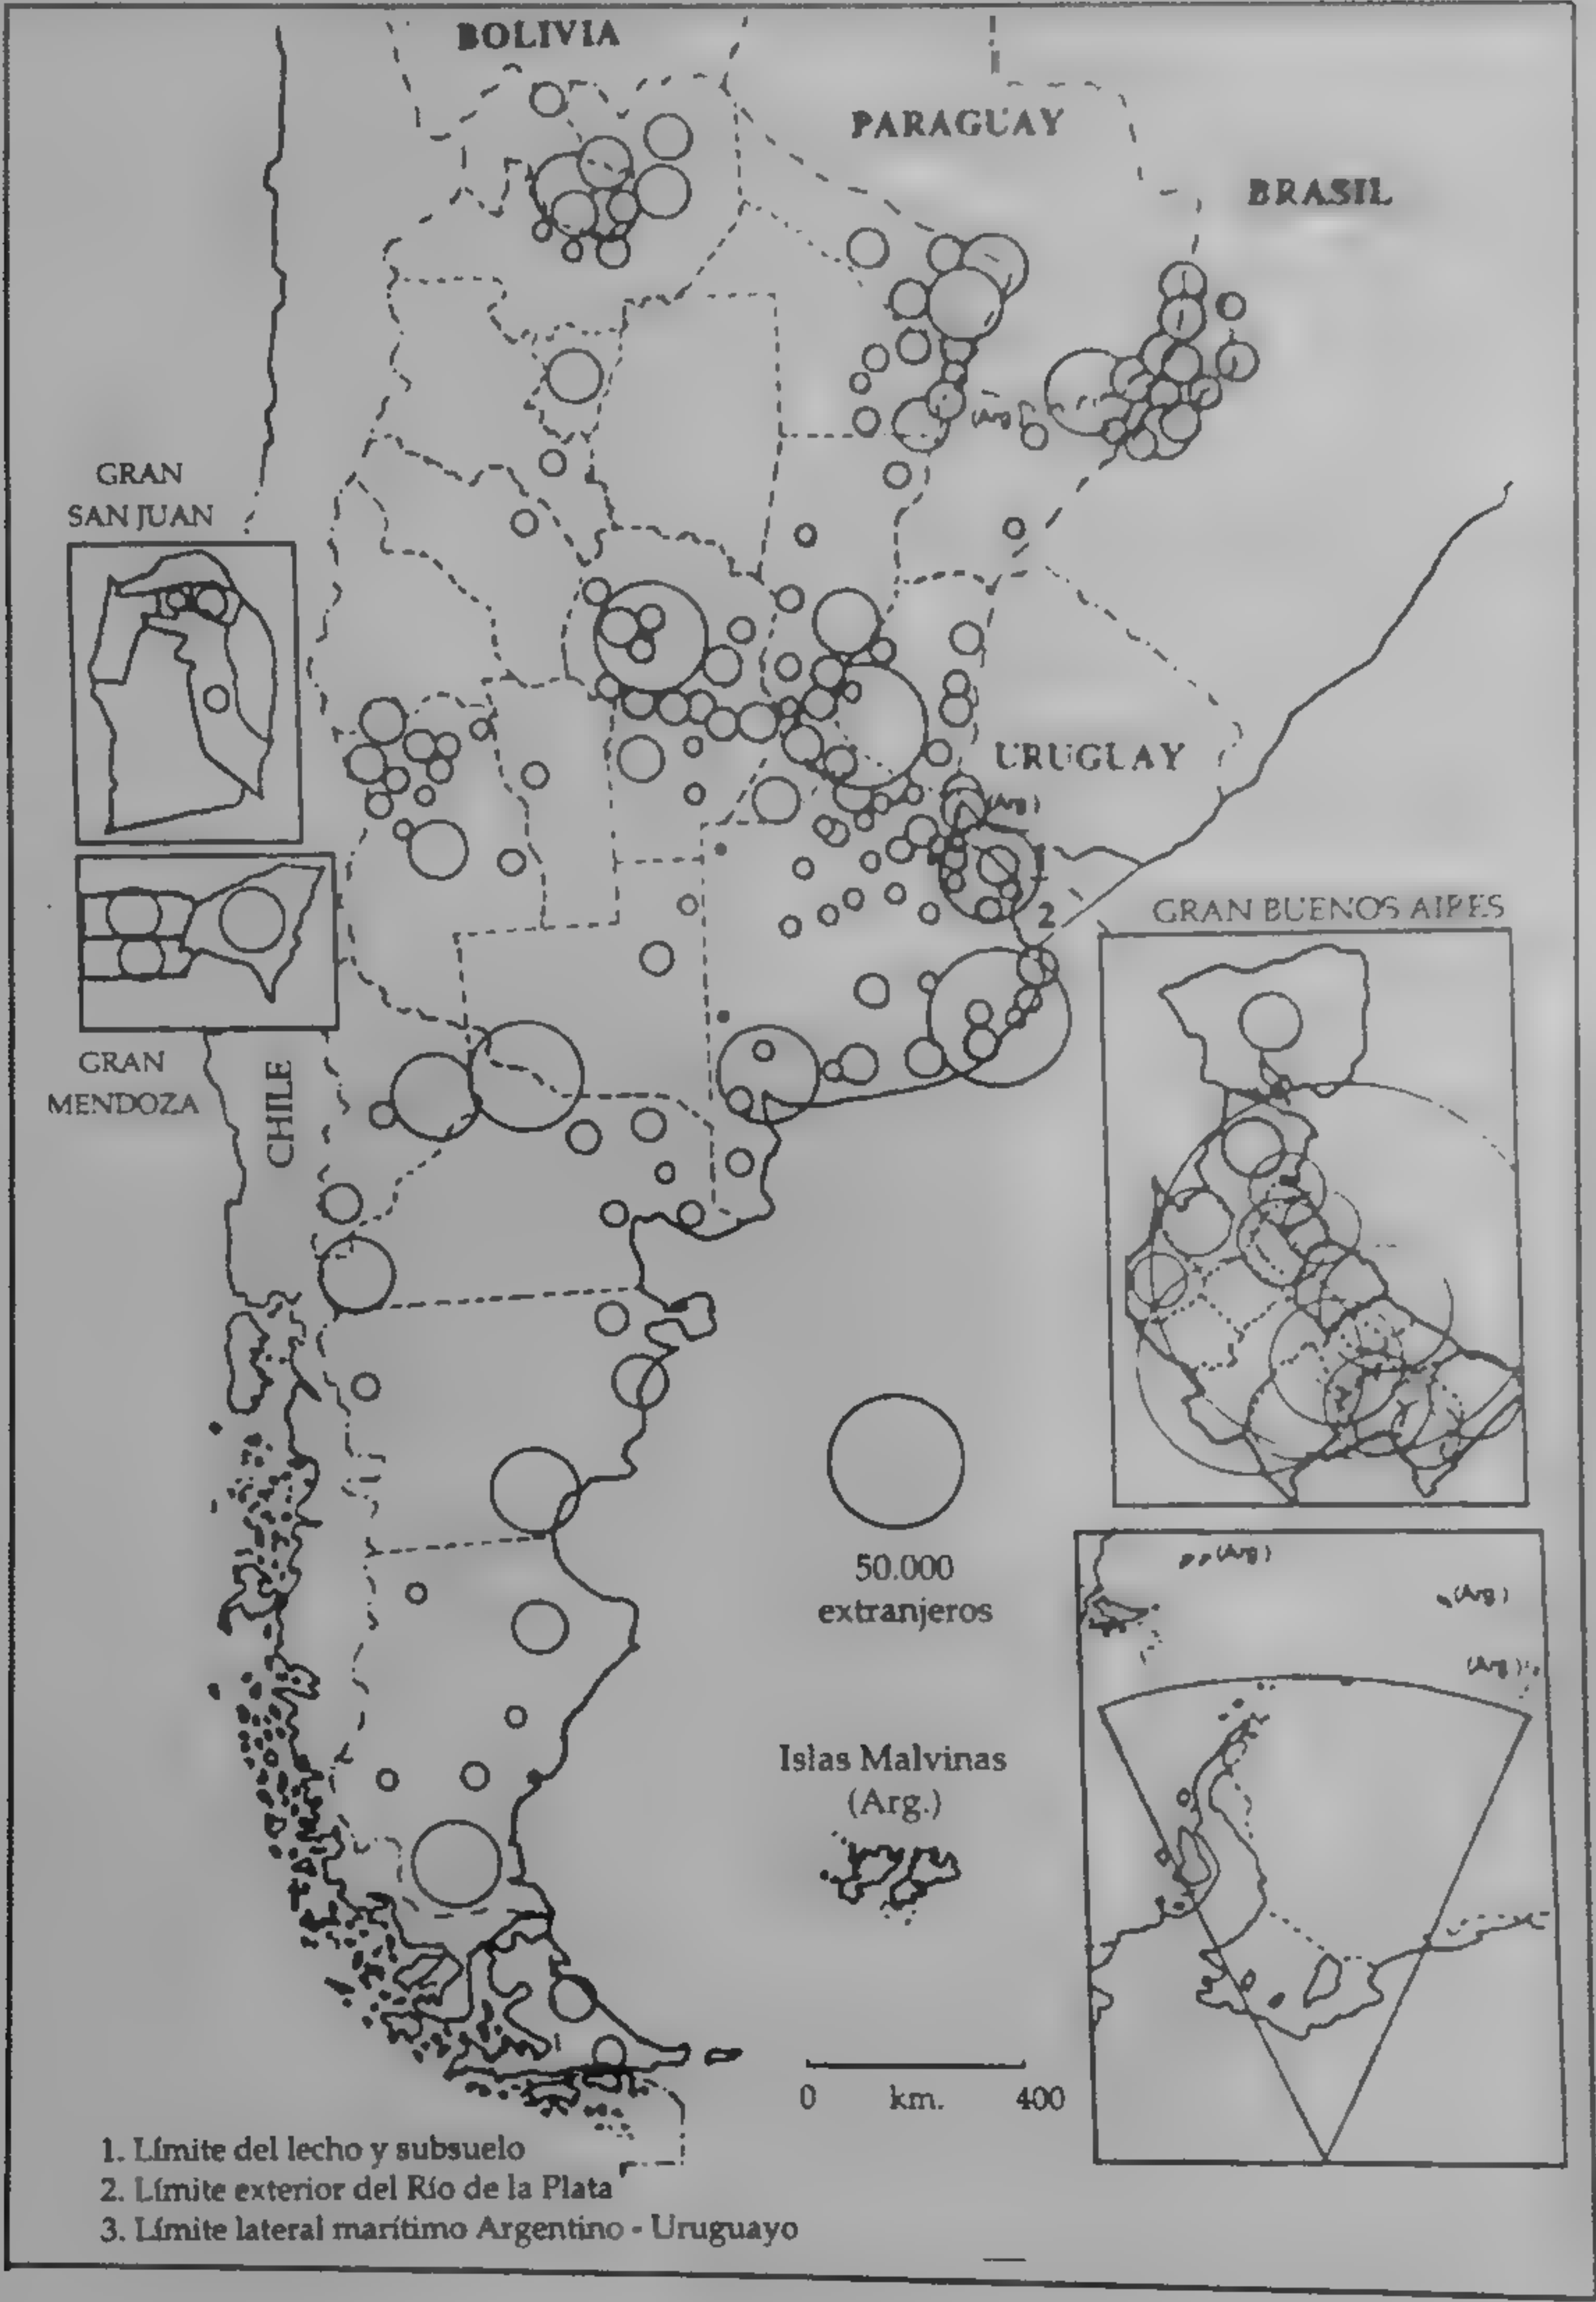 BOLIVIA
PARAGUAY
BRASIL
(Arg.)
GRAN
SAN JUAN
URUGUAY
(Arg.)
1
2
GRAN BUENOS AIRES
GRAN
MENDOZA
CHILE
50.000
extranjeros
(Arg.)
(Arg.)
(Arg.)
Islas Malvinas
(Arg.)
0 km. 400
1. Límite del lecho y subsuelo
2. Límite exterior del Río de la Plata
3. Límite lateral marítimo Argentino - Uruguayo